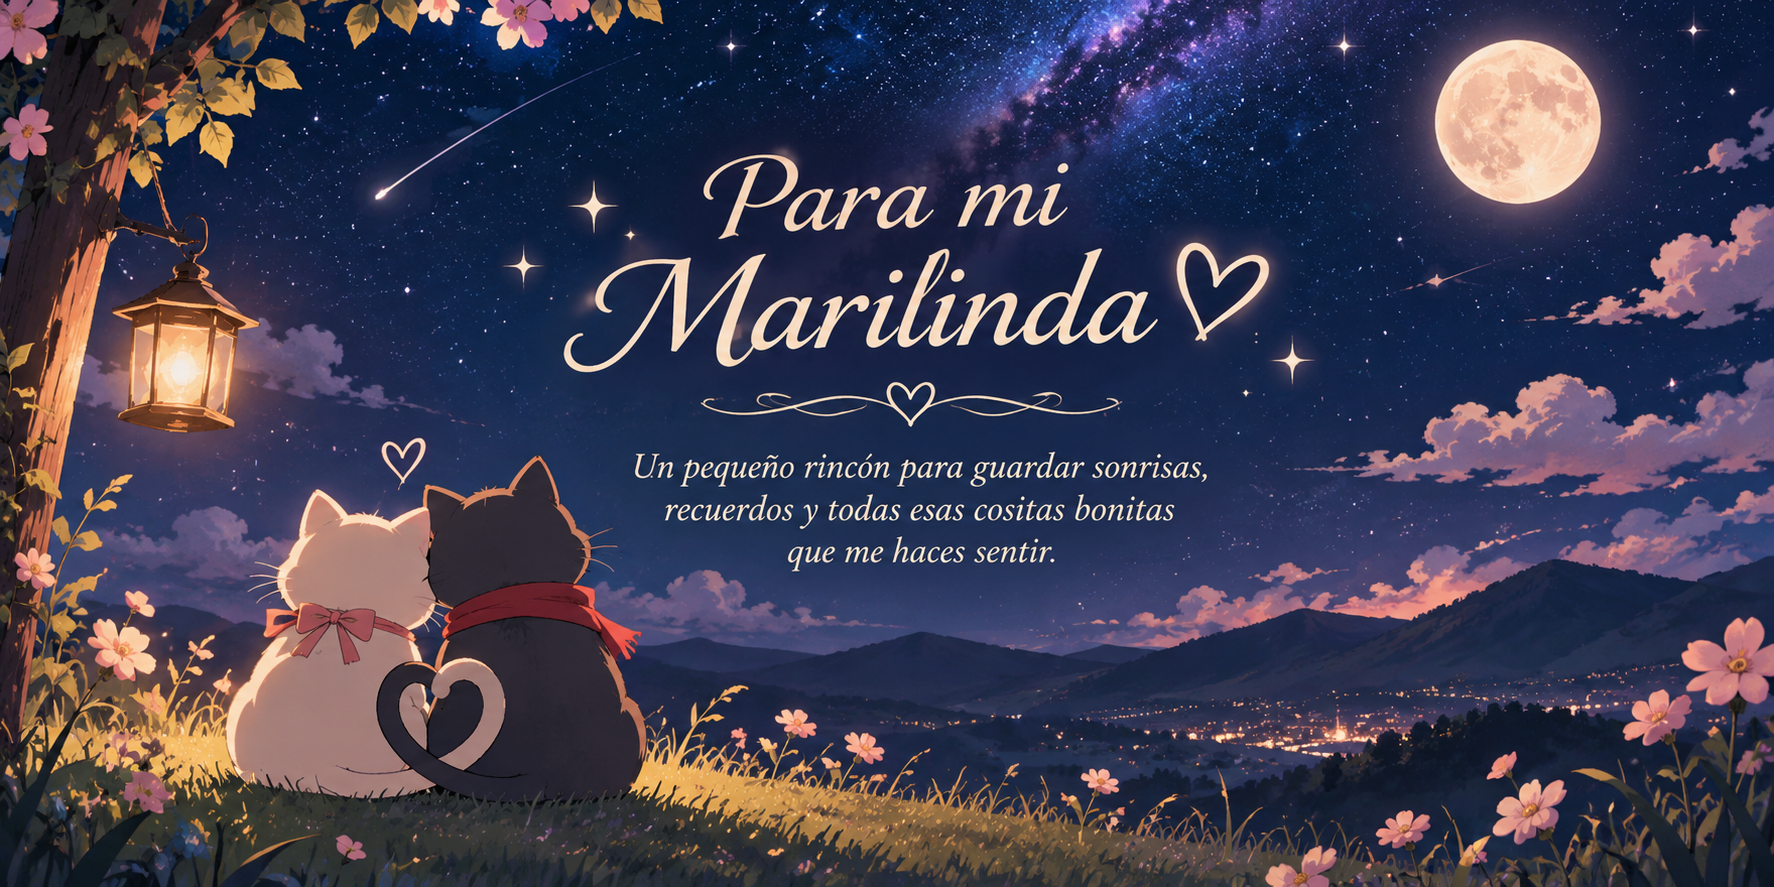 Para mi
Marilinda
Un pequeño rincón para guardar sonrisas,
recuerdos y todas esas cositas bonitas
que me haces sentir.